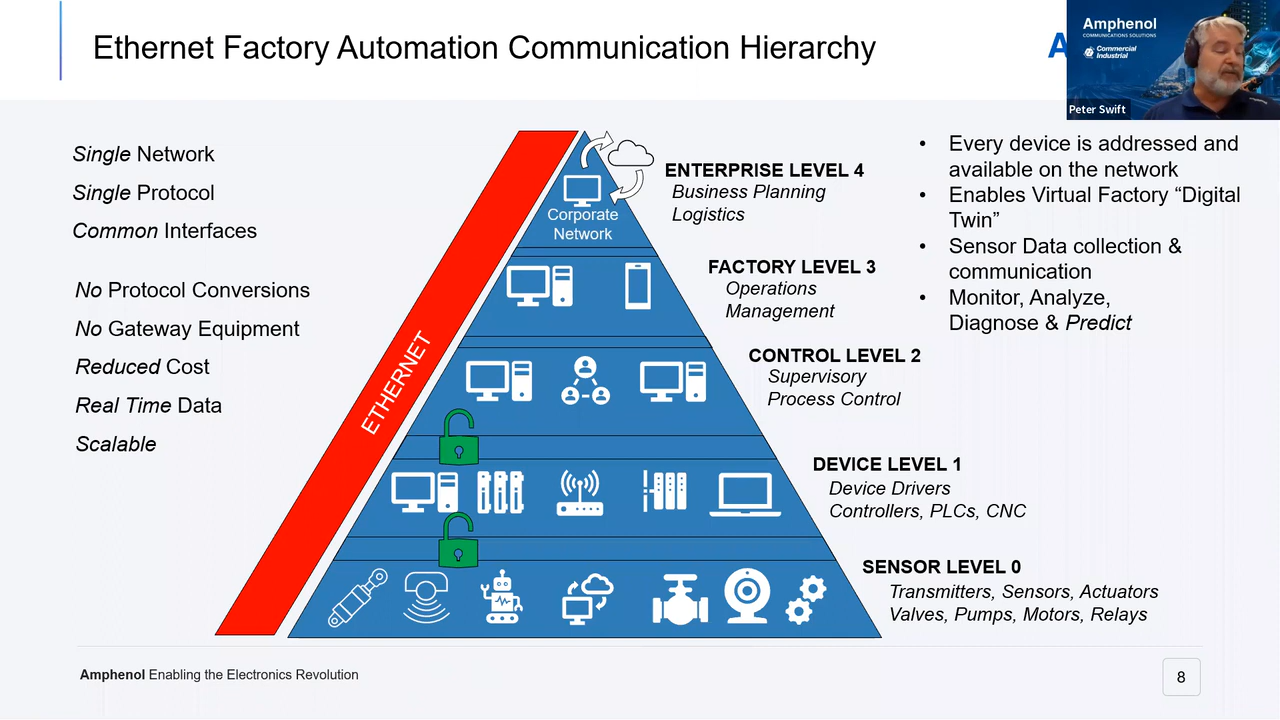 Ethernet Factory Automation Communication Hierarchy
A
Amphenol
COMMUNICATIONS SOLUTIONS
Commercial
Industrial
Peter Swift
Single Network
Single Protocol
Common Interfaces
No Protocol Conversions
No Gateway Equipment
Reduced Cost
Real Time Data
Scalable
ETHERNET
Corporate
Network
ENTERPRISE LEVEL 4
Business Planning
Logistics
FACTORY LEVEL 3
Operations
Management
CONTROL LEVEL 2
Supervisory
Process Control
DEVICE LEVEL 1
Device Drivers
Controllers, PLCs, CNC
SENSOR LEVEL 0
Transmitters, Sensors, Actuators
Valves, Pumps, Motors, Relays
• Every device is addressed and
available on the network
• Enables Virtual Factory “Digital
Twin”
• Sensor Data collection &
communication
• Monitor, Analyze,
Diagnose & Predict
Amphenol Enabling the Electronics Revolution
8